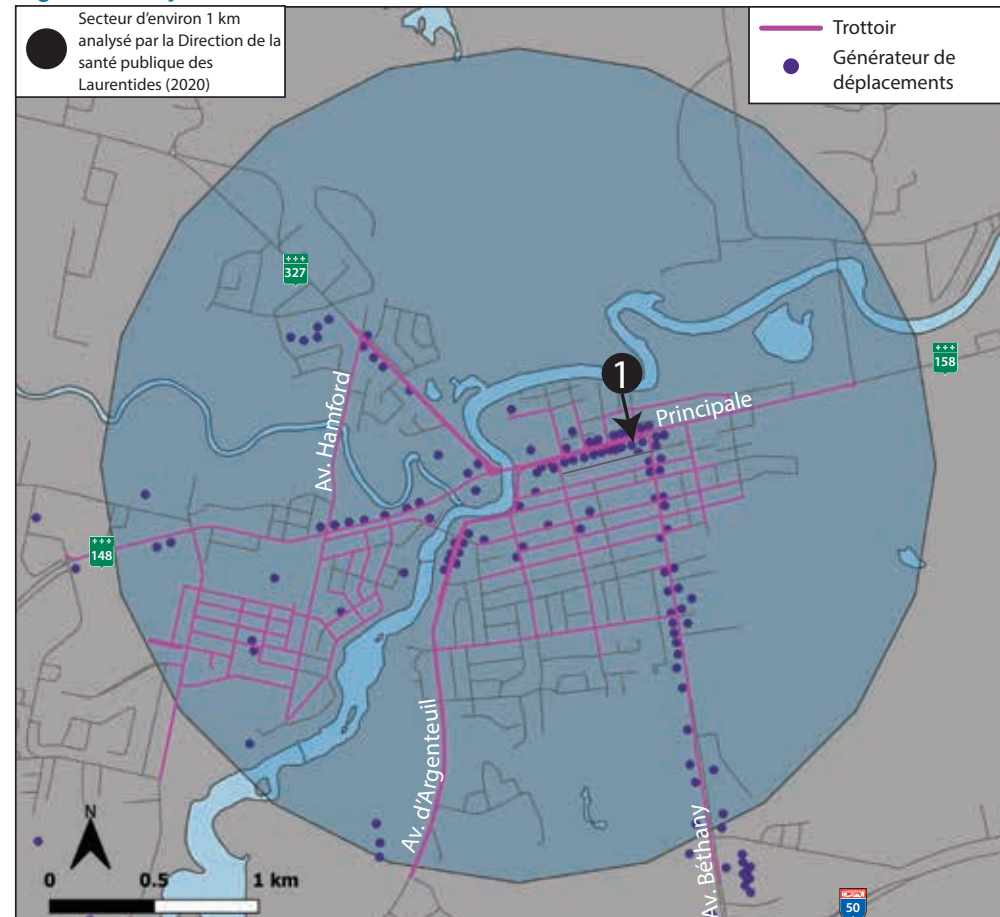 Secteur d'environ 1 km
analysé par la Direction de la
santé publique des
Laurentides (2020)
Trottoir
Générateur de
déplacements
327
158
1
Principale
Av. Hamford
148
Av. d'Argenteuil
Av. Béthany
N
0 0.5 1 km
50